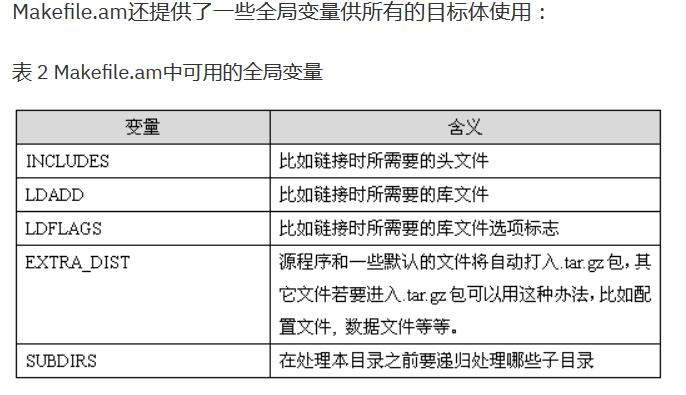 Makefile.am还提供了一些全局变量供所有的目标体使用：
表 2 Makefile.am中可用的全局变量
变量 含义
INCLUDES 比如链接时所需要的头文件
LDADD 比如链接时所需要的库文件
LDFLAGS 比如链接时所需要的库文件选项标志
EXTRA_DIST 源程序和一些默认的文件将自动打入.tar.gz包，其
它文件若要进入.tar.gz包可以用这种办法，比如配
置文件，数据文件等等。
SUBDIRS 在处理本目录之前要递归处理哪些子目录